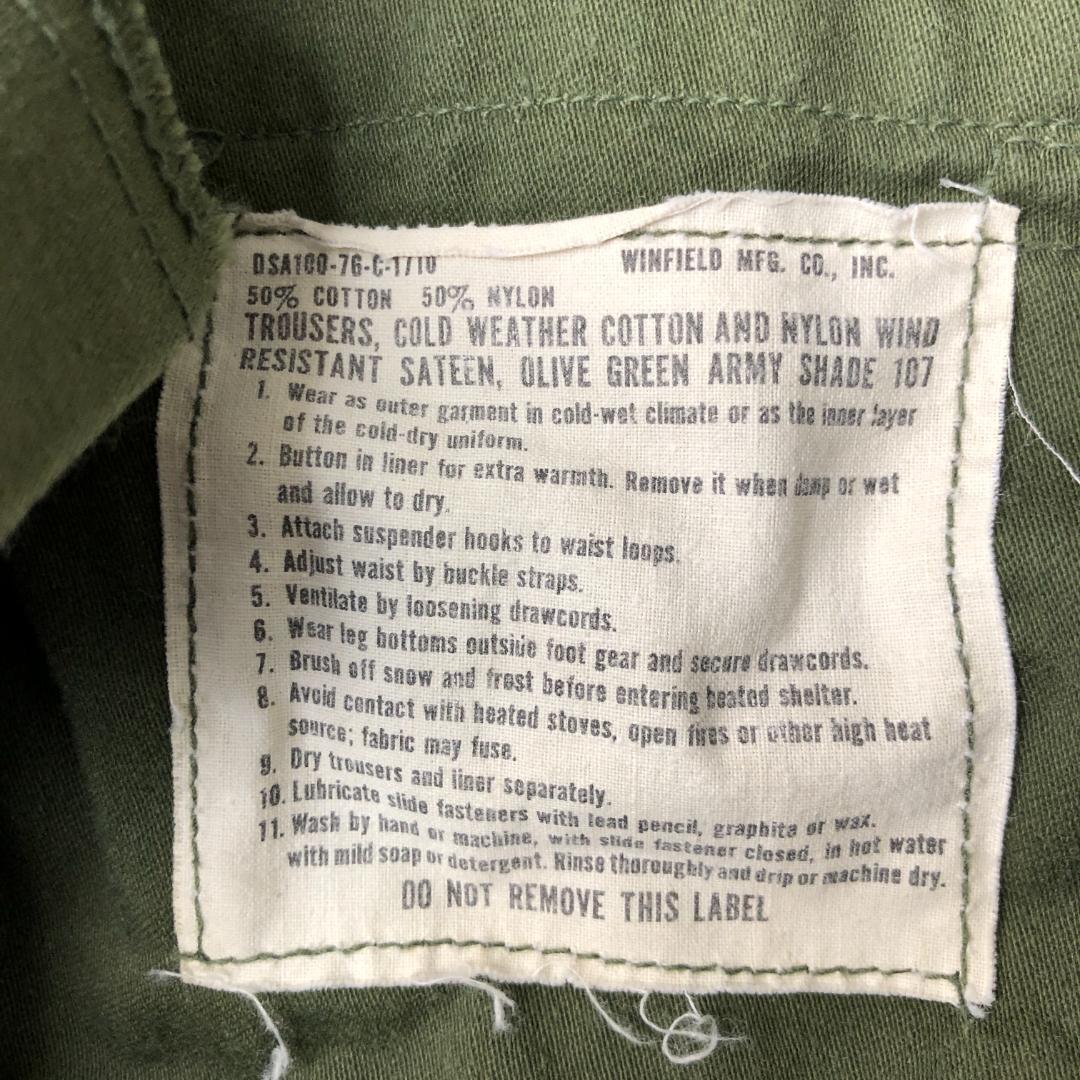 DSA100-76-C-1710
WINFIELD MFG. CO., INC.
50% COTTON 50% NYLON
TROUSERS, COLD WEATHER COTTON AND NYLON WIND
RESISTANT SATEEN, OLIVE GREEN ARMY SHADE 107
1. Wear as outer garment in cold-wet climate or as the inner layer
of the cold-dry uniform.
2. Button in liner for extra warmth. Remove it when damp or wet
and allow to dry.
3. Attach suspender hooks to waist loops.
4. Adjust waist by buckle straps.
5. Ventilate by loosening drawcords.
6. Wear leg bottoms outside foot gear and secure drawcords.
7. Brush off snow and frost before entering heated shelter.
8. Avoid contact with heated stoves, open fires or other high heat
source; fabric may fuse.
9. Dry trousers and liner separately.
10. Lubricate slide fasteners with lead pencil, graphite or wax.
11. Wash by hand or machine, with slide fastener closed, in hot water
with mild soap or detergent. Rinse thoroughly and drip or machine dry.
DO NOT REMOVE THIS LABEL